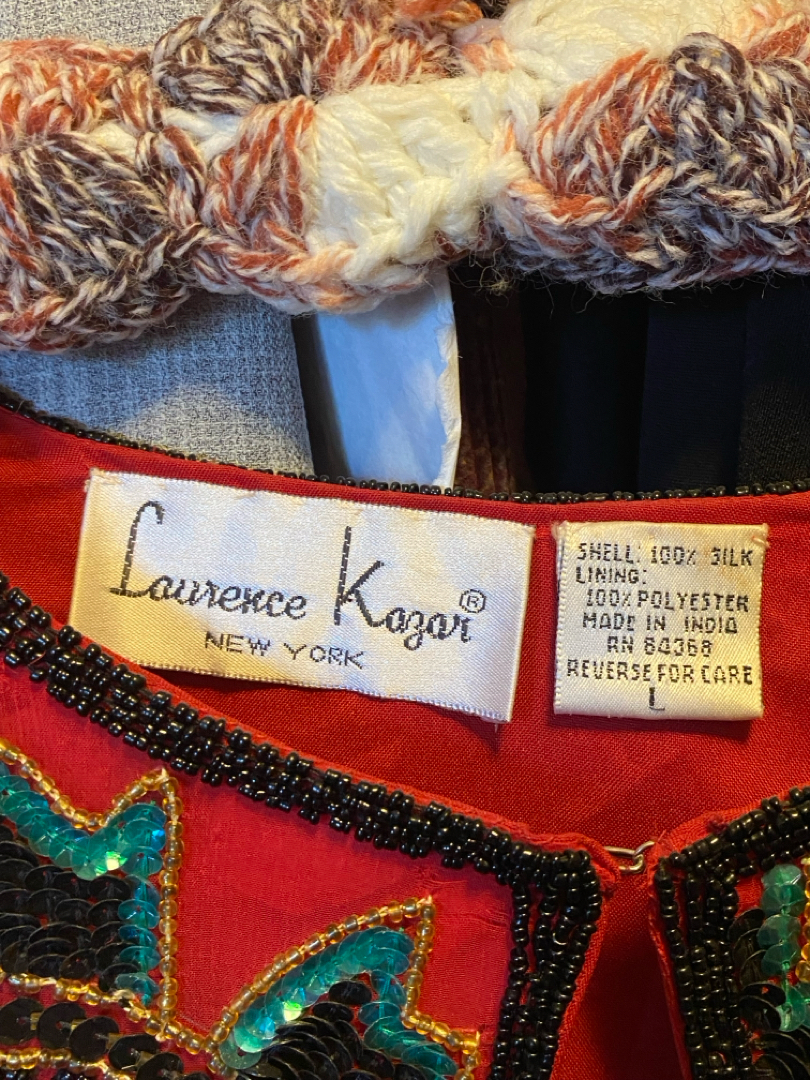 Laurence Kazar®
NEW YORK
SHELL: 100% SILK
LINING:
100% POLYESTER
MADE IN INDIA
RN 84368
REVERSE FOR CARE
L